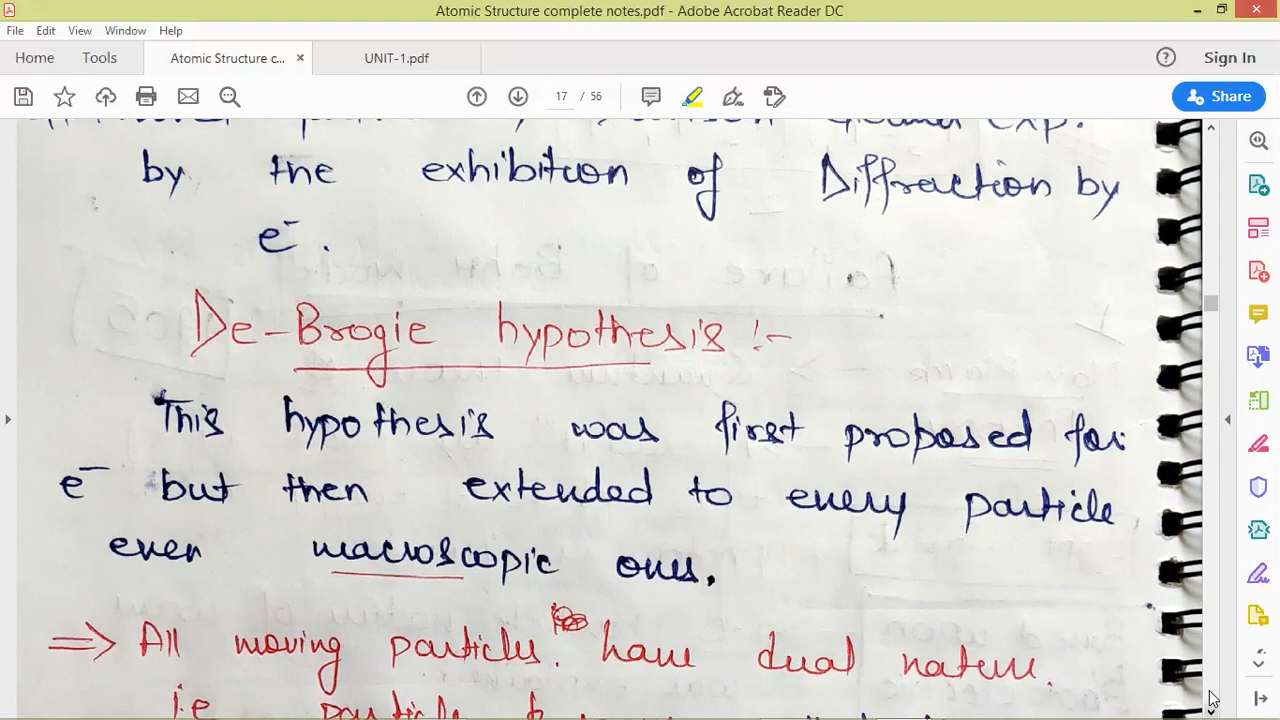 Atomic Structure complete notes.pdf - Adobe Acrobat Reader DC
File Edit View Window Help
Home Tools Atomic Structure c... UNIT-1.pdf Sign In
17 / 56 Share
Exp.
by the exhibition of Diffraction by
e⁻.
De-Brogie hypothesis :-
This hypothesis was first proposed for
e⁻ but then extended to every particle
even macroscopic ones.
⇒ All moving particles have dual nature.
i.e particle